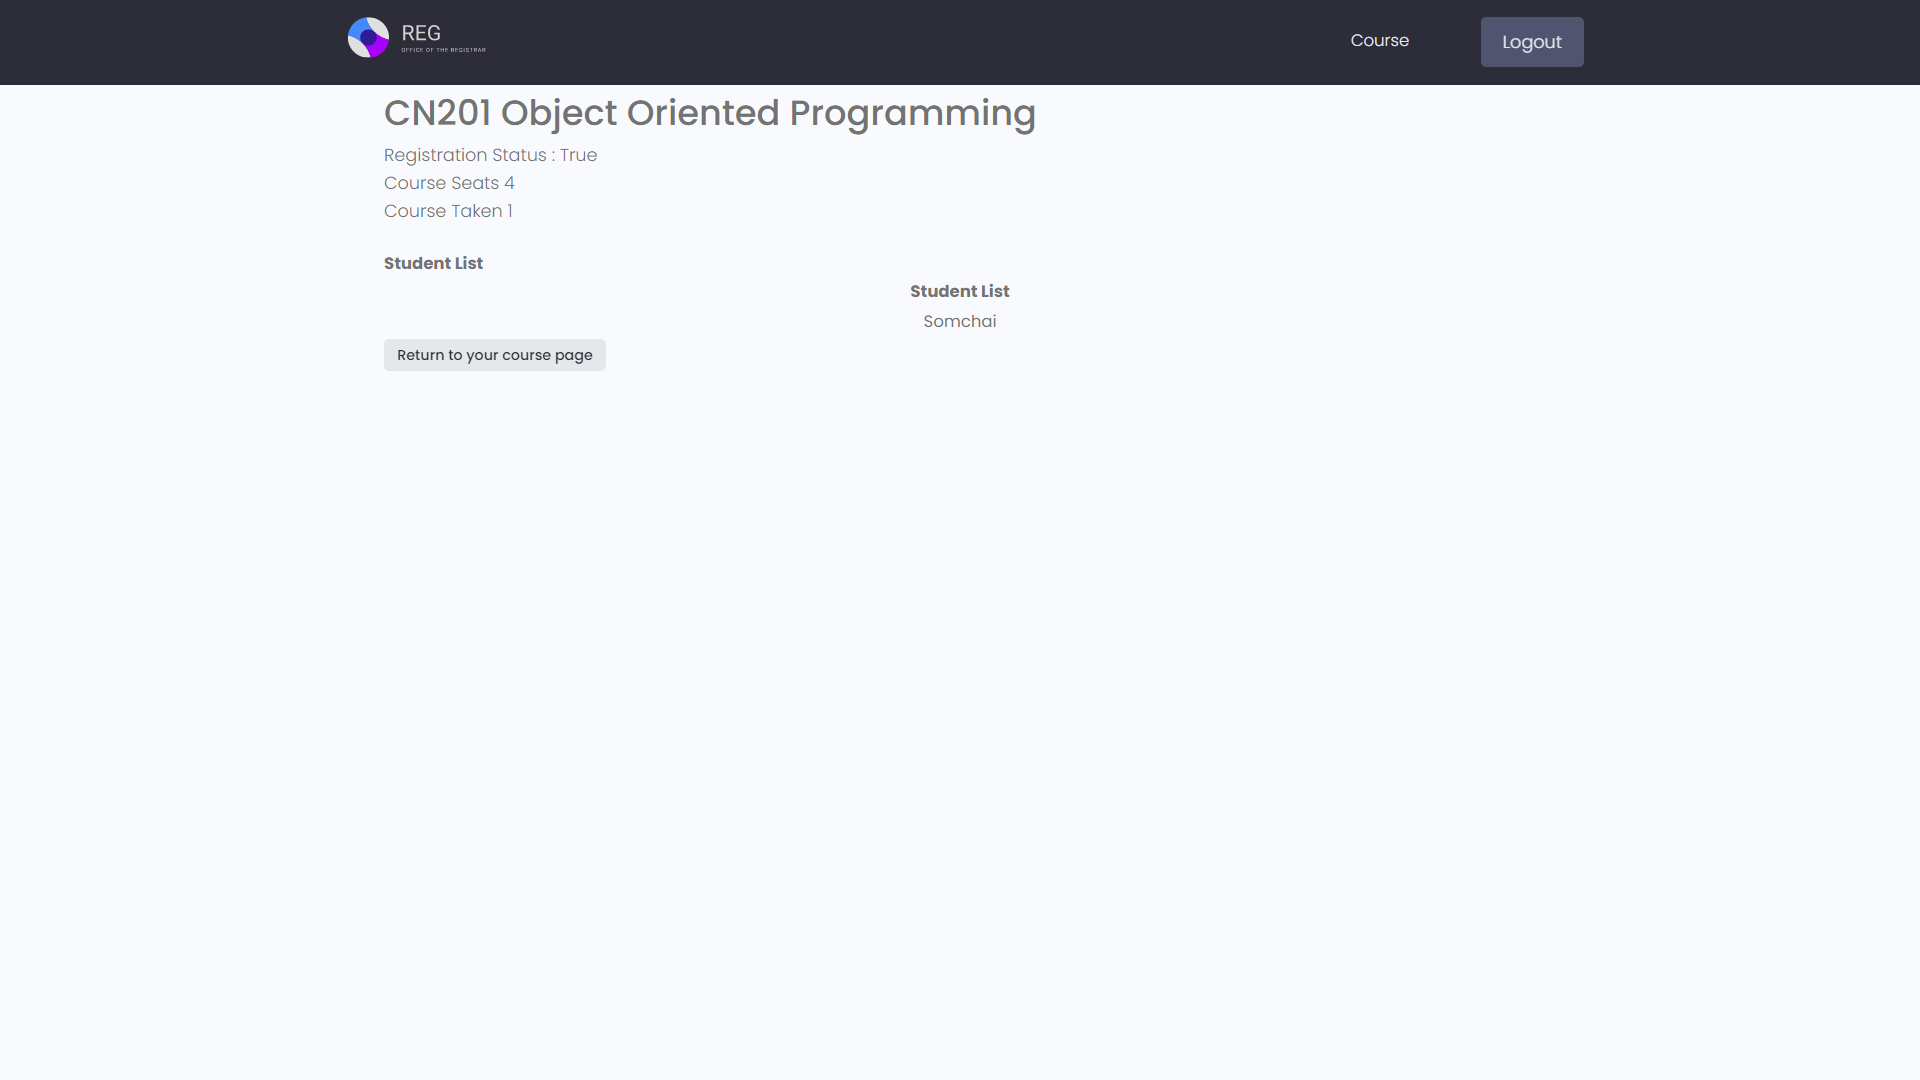 REG
OFFICE OF THE REGISTRAR
Course
Logout
CN201 Object Oriented Programming
Registration Status : True
Course Seats 4
Course Taken 1
Student List
Student List
Somchai
Return to your course page